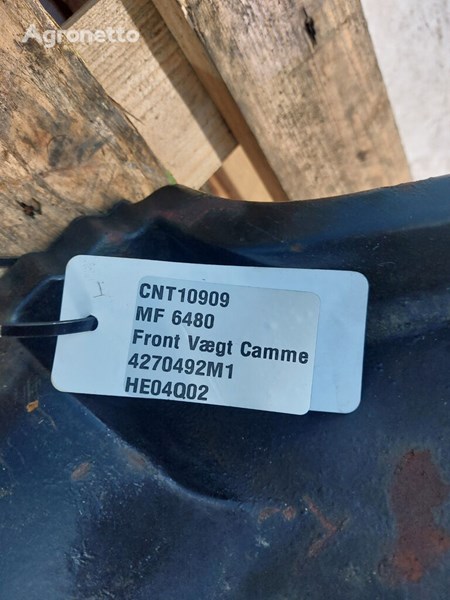 Agronetto
CNT10909
MF 6480
Front Vægt Camme
4270492M1
HE04Q02